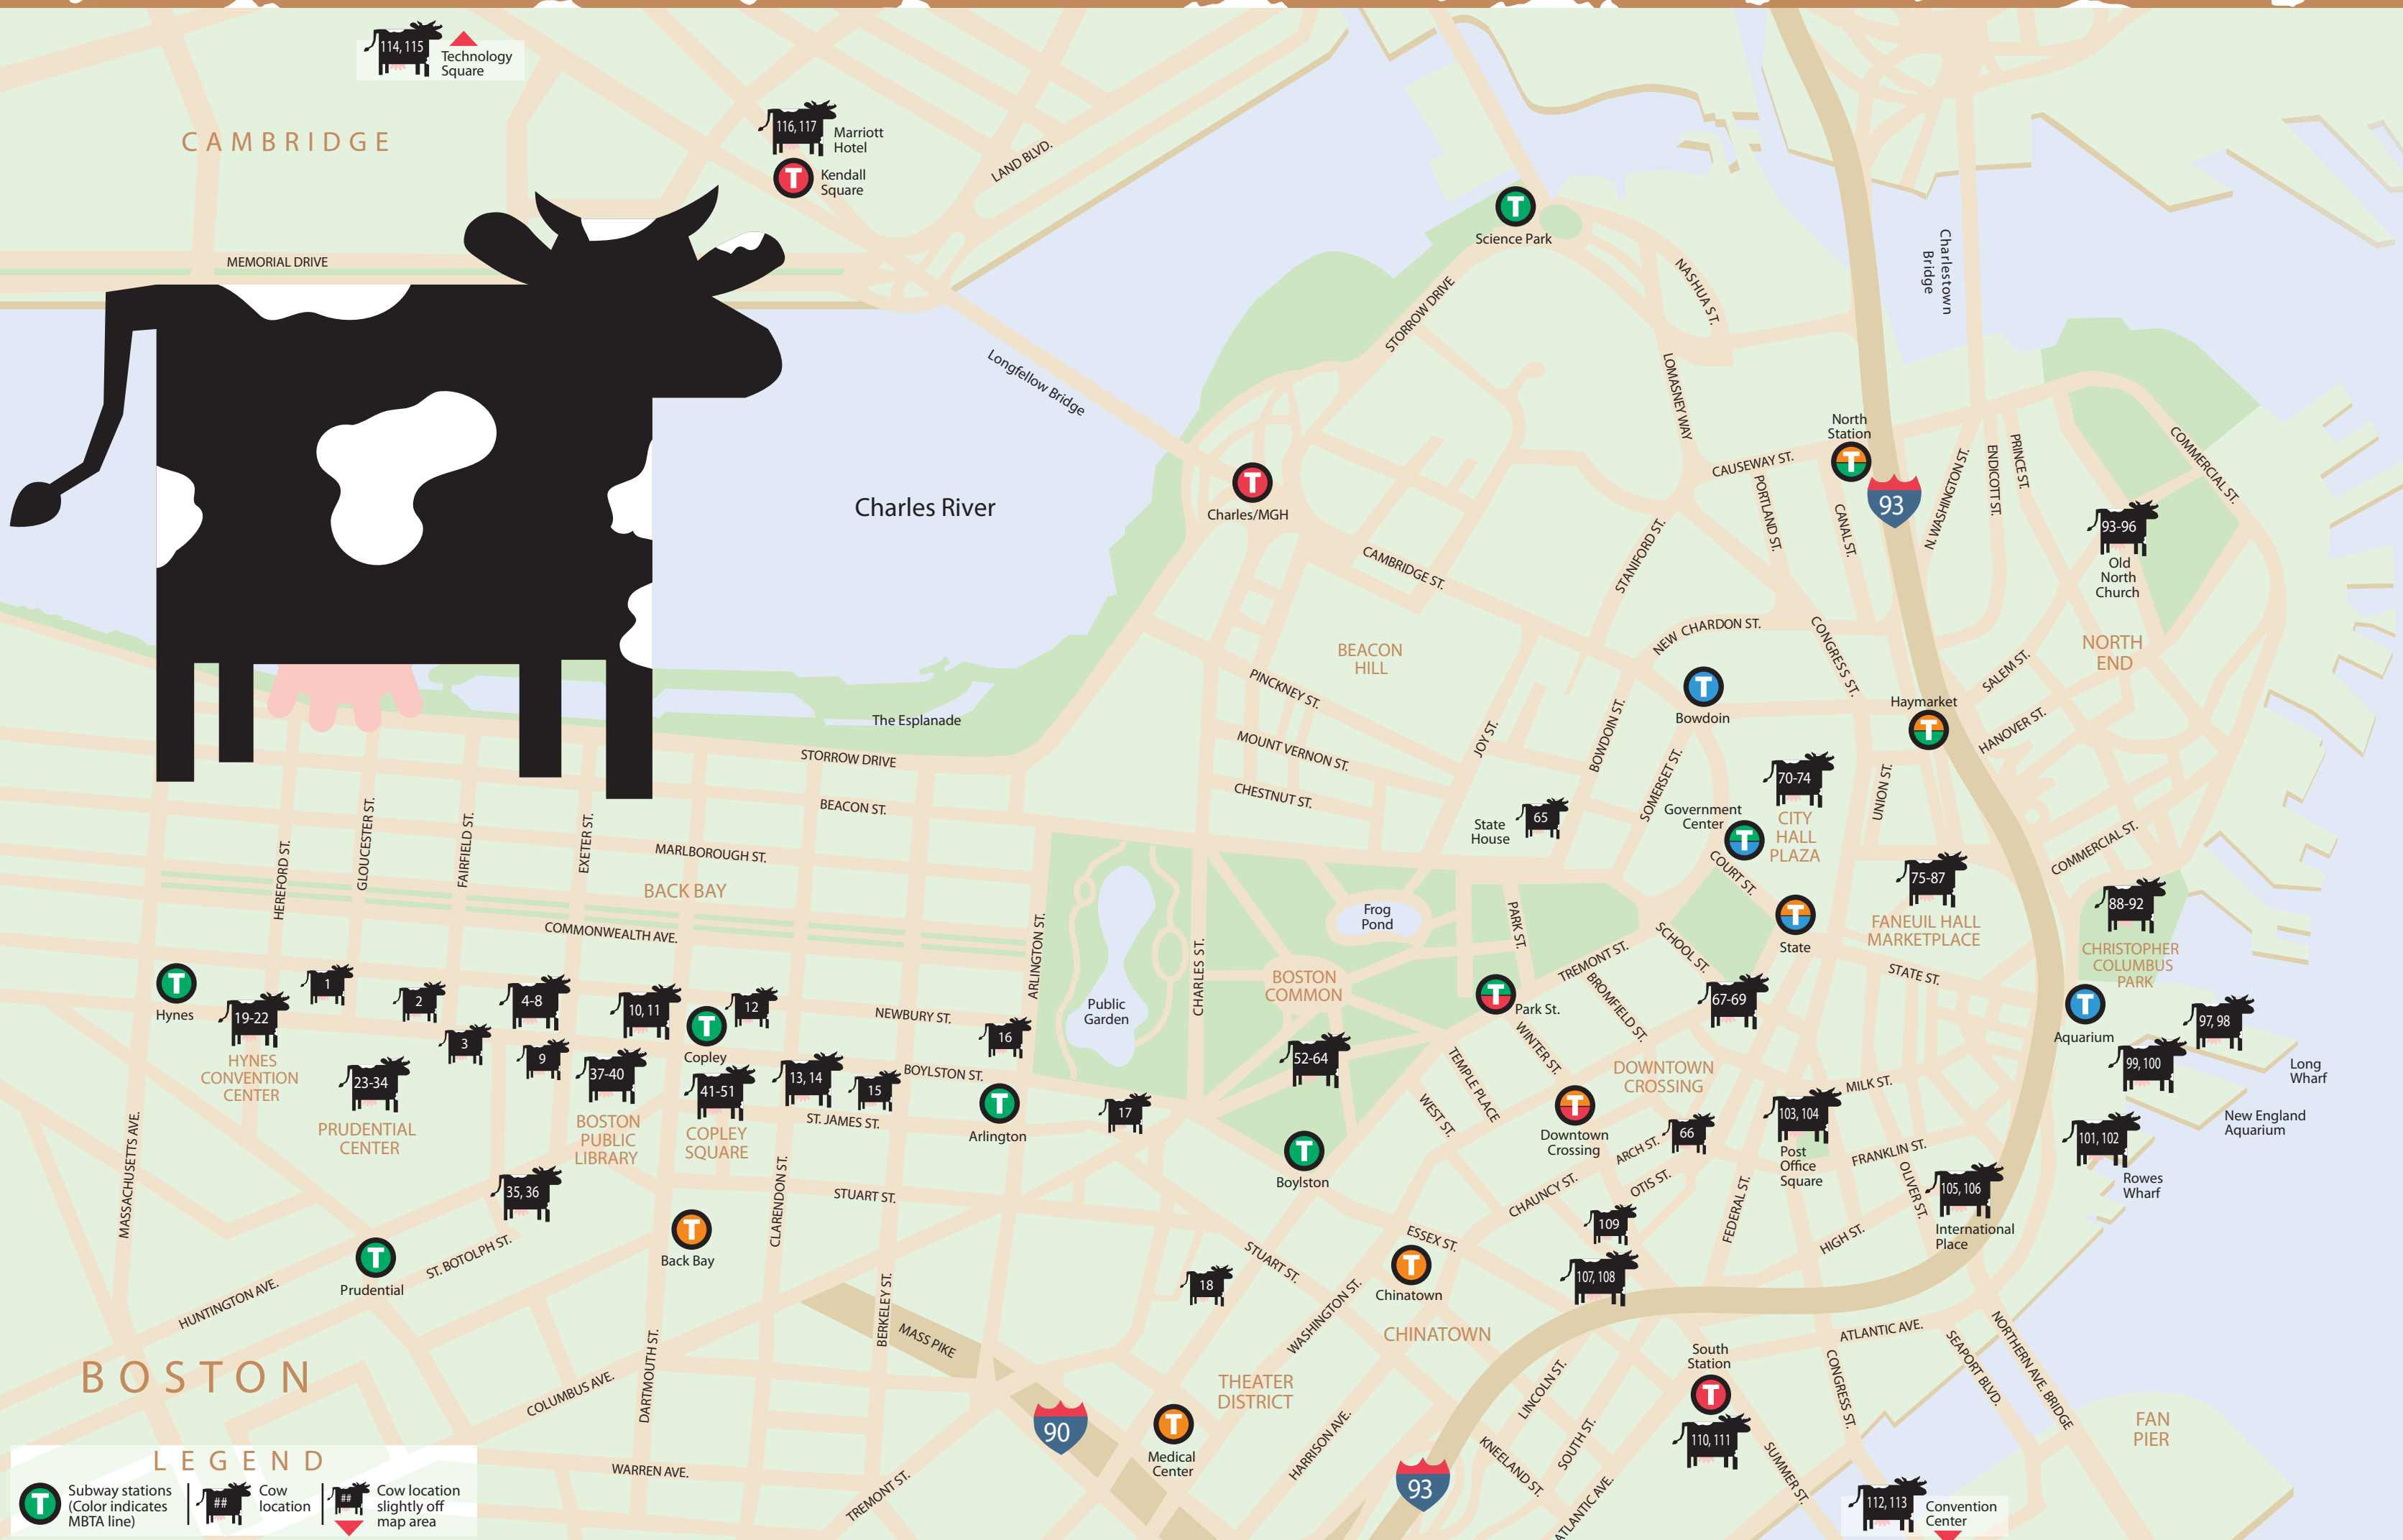 114, 115
Technology
Square
CAMBRIDGE
116, 117
Marriott
Hotel
T
Kendall
Square
LAND BLVD.
MEMORIAL DRIVE
Longfellow Bridge
Charles River
T
Science Park
STORROW DRIVE
NASHUA ST.
Charlestown
Bridge
LOMASNEY WAY
T
Charles/MGH
CAMBRIDGE ST.
North
Station
T
CAUSEWAY ST.
93
PORTLAND ST.
CANAL ST.
N. WASHINGTON ST.
ENDICOTT ST.
PRINCE ST.
COMMERCIAL ST.
93-96
Old
North
Church
STANIFORD ST.
NEW CHARDON ST.
CONGRESS ST.
NORTH
END
SALEM ST.
HANOVER ST.
BEACON
HILL
PINCKNEY ST.
MOUNT VERNON ST.
CHESTNUT ST.
JOY ST.
BOWDOIN ST.
SOMERSET ST.
T
Bowdoin
Haymarket
T
The Esplanade
STORROW DRIVE
BEACON ST.
MARLBOROUGH ST.
BACK BAY
COMMONWEALTH AVE.
HEREFORD ST.
GLOUCESTER ST.
FAIRFIELD ST.
EXETER ST.
State
House
65
Government
Center
T
70-74
CITY
HALL
PLAZA
UNION ST.
COURT ST.
75-87
FANEUIL HALL
MARKETPLACE
COMMERCIAL ST.
88-92
CHRISTOPHER
COLUMBUS
PARK
Frog
Pond
PARK ST.
T
State
STATE ST.
SCHOOL ST.
TREMONT ST.
BROMFIELD ST.
67-69
BOSTON
COMMON
52-64
Public
Garden
ARLINGTON ST.
CHARLES ST.
T
Park St.
WINTER ST.
TEMPLE PLACE
WEST ST.
T
Hynes
1
2
3
4-8
9
10, 11
12
T
Copley
NEWBURY ST.
16
19-22
HYNES
CONVENTION
CENTER
23-34
PRUDENTIAL
CENTER
37-40
BOSTON
PUBLIC
LIBRARY
41-51
COPLEY
SQUARE
13, 14
15
BOYLSTON ST.
ST. JAMES ST.
T
Arlington
17
T
Boylston
T
Downtown
Crossing
DOWNTOWN
CROSSING
66
ARCH ST.
OTIS ST.
CHAUNCY ST.
103, 104
Post
Office
Square
MILK ST.
FRANKLIN ST.
OLIVER ST.
T
Aquarium
97, 98
99, 100
Long
Wharf
New England
Aquarium
101, 102
Rowes
Wharf
105, 106
International
Place
HIGH ST.
FEDERAL ST.
MASSACHUSETTS AVE.
35, 36
HUNTINGTON AVE.
T
Prudential
ST. BOTOLPH ST.
T
Back Bay
CLARENDON ST.
STUART ST.
BERKELEY ST.
DARTMOUTH ST.
COLUMBUS AVE.
WARREN AVE.
MASS PIKE
90
TREMONT ST.
18
STUART ST.
WASHINGTON ST.
ESSEX ST.
T
Chinatown
CHINATOWN
109
107, 108
THEATER
DISTRICT
T
Medical
Center
HARRISON AVE.
93
KNEELAND ST.
LINCOLN ST.
SOUTH ST.
ATLANTIC AVE.
South
Station
T
110, 111
SUMMER ST.
CONGRESS ST.
ATLANTIC AVE.
SEAPORT BLVD.
NORTHERN AVE. BRIDGE
FAN
PIER
112, 113
Convention
Center
BOSTON
LEGEND
T
Subway stations
(Color indicates
MBTA line)
##
Cow
location
##
Cow location
slightly off
map area